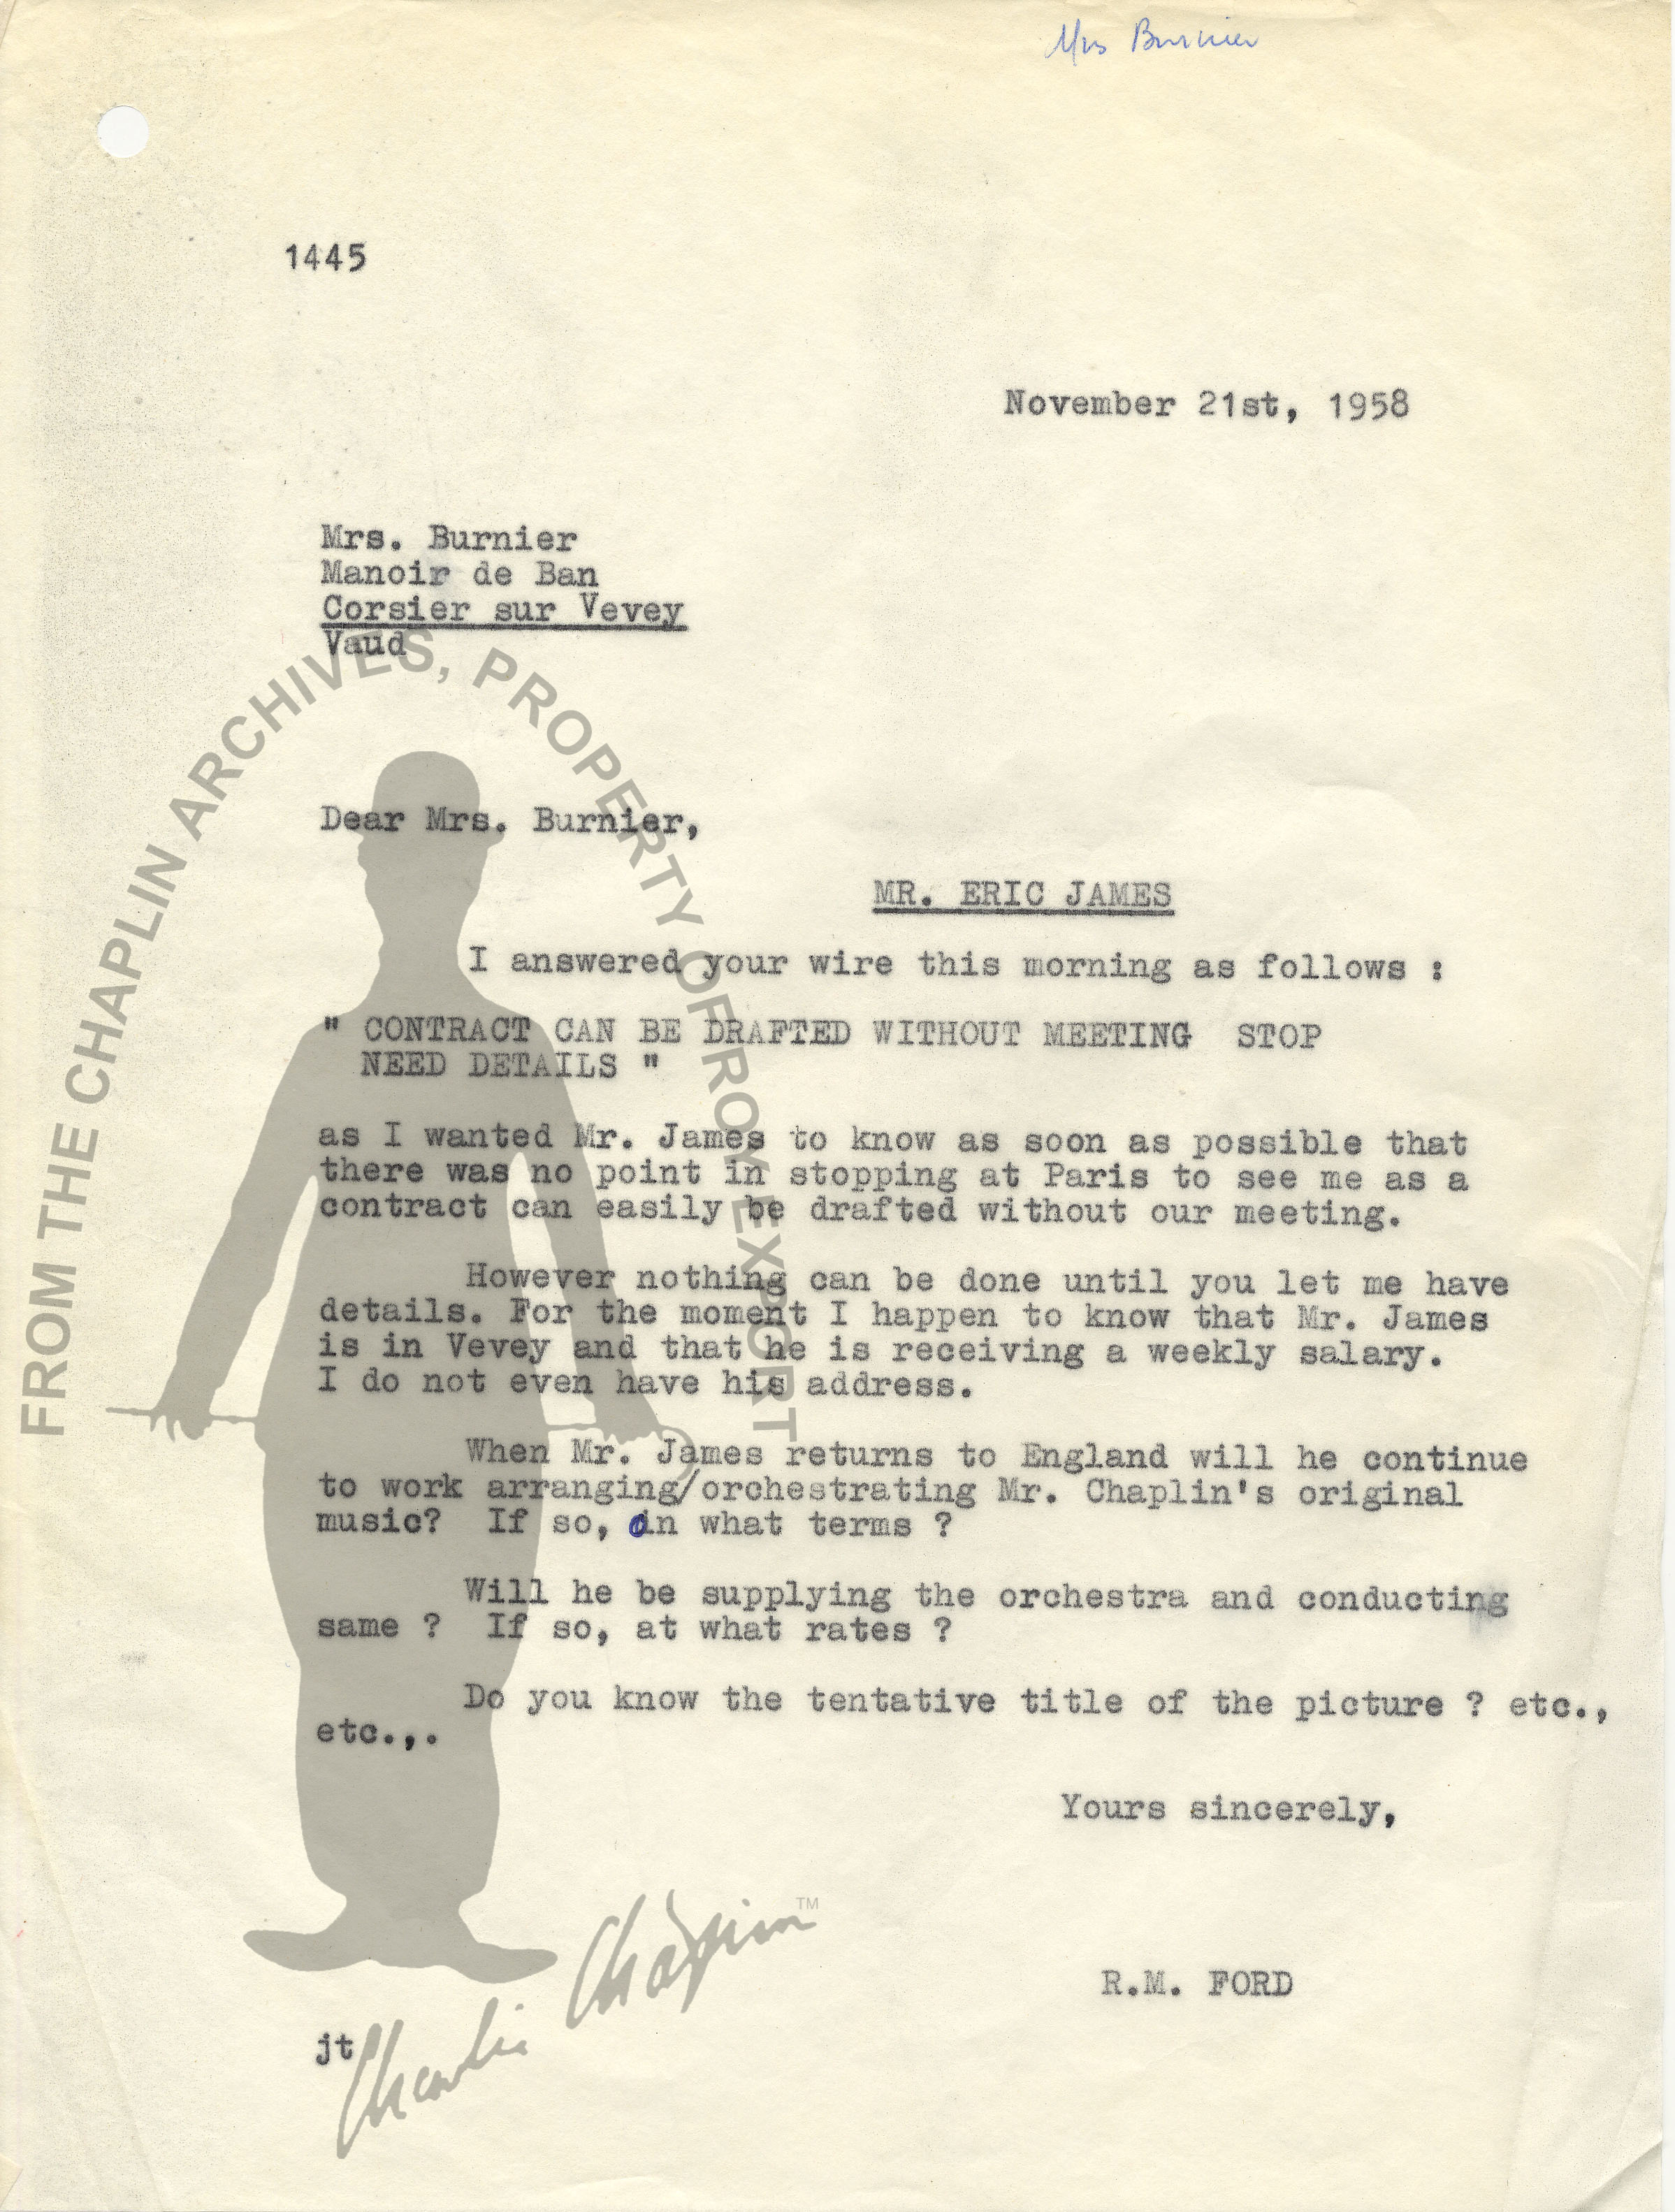 Mrs Burnier
1445
November 21st, 1958
Mrs. Burnier
Manoir de Ban
Corsier sur Vevey
Vaud
Dear Mrs. Burnier,
MR. ERIC JAMES
I answered your wire this morning as follows :
" CONTRACT CAN BE DRAFTED WITHOUT MEETING STOP
NEED DETAILS "
as I wanted Mr. James to know as soon as possible that
there was no point in stopping at Paris to see me as a
contract can easily be drafted without our meeting.
However nothing can be done until you let me have
details. For the moment I happen to know that Mr. James
is in Vevey and that he is receiving a weekly salary.
I do not even have his address.
When Mr. James returns to England will he continue
to work arranging/orchestrating Mr. Chaplin's original
music? If so, on what terms ?
Will he be supplying the orchestra and conducting
same ? If so, at what rates ?
Do you know the tentative title of the picture ? etc.,
etc.,.
Yours sincerely,
R.M. FORD
jt
FROM THE CHAPLIN ARCHIVES, PROPERTY OF ROY EXPORT
Charlie Chaplin TM